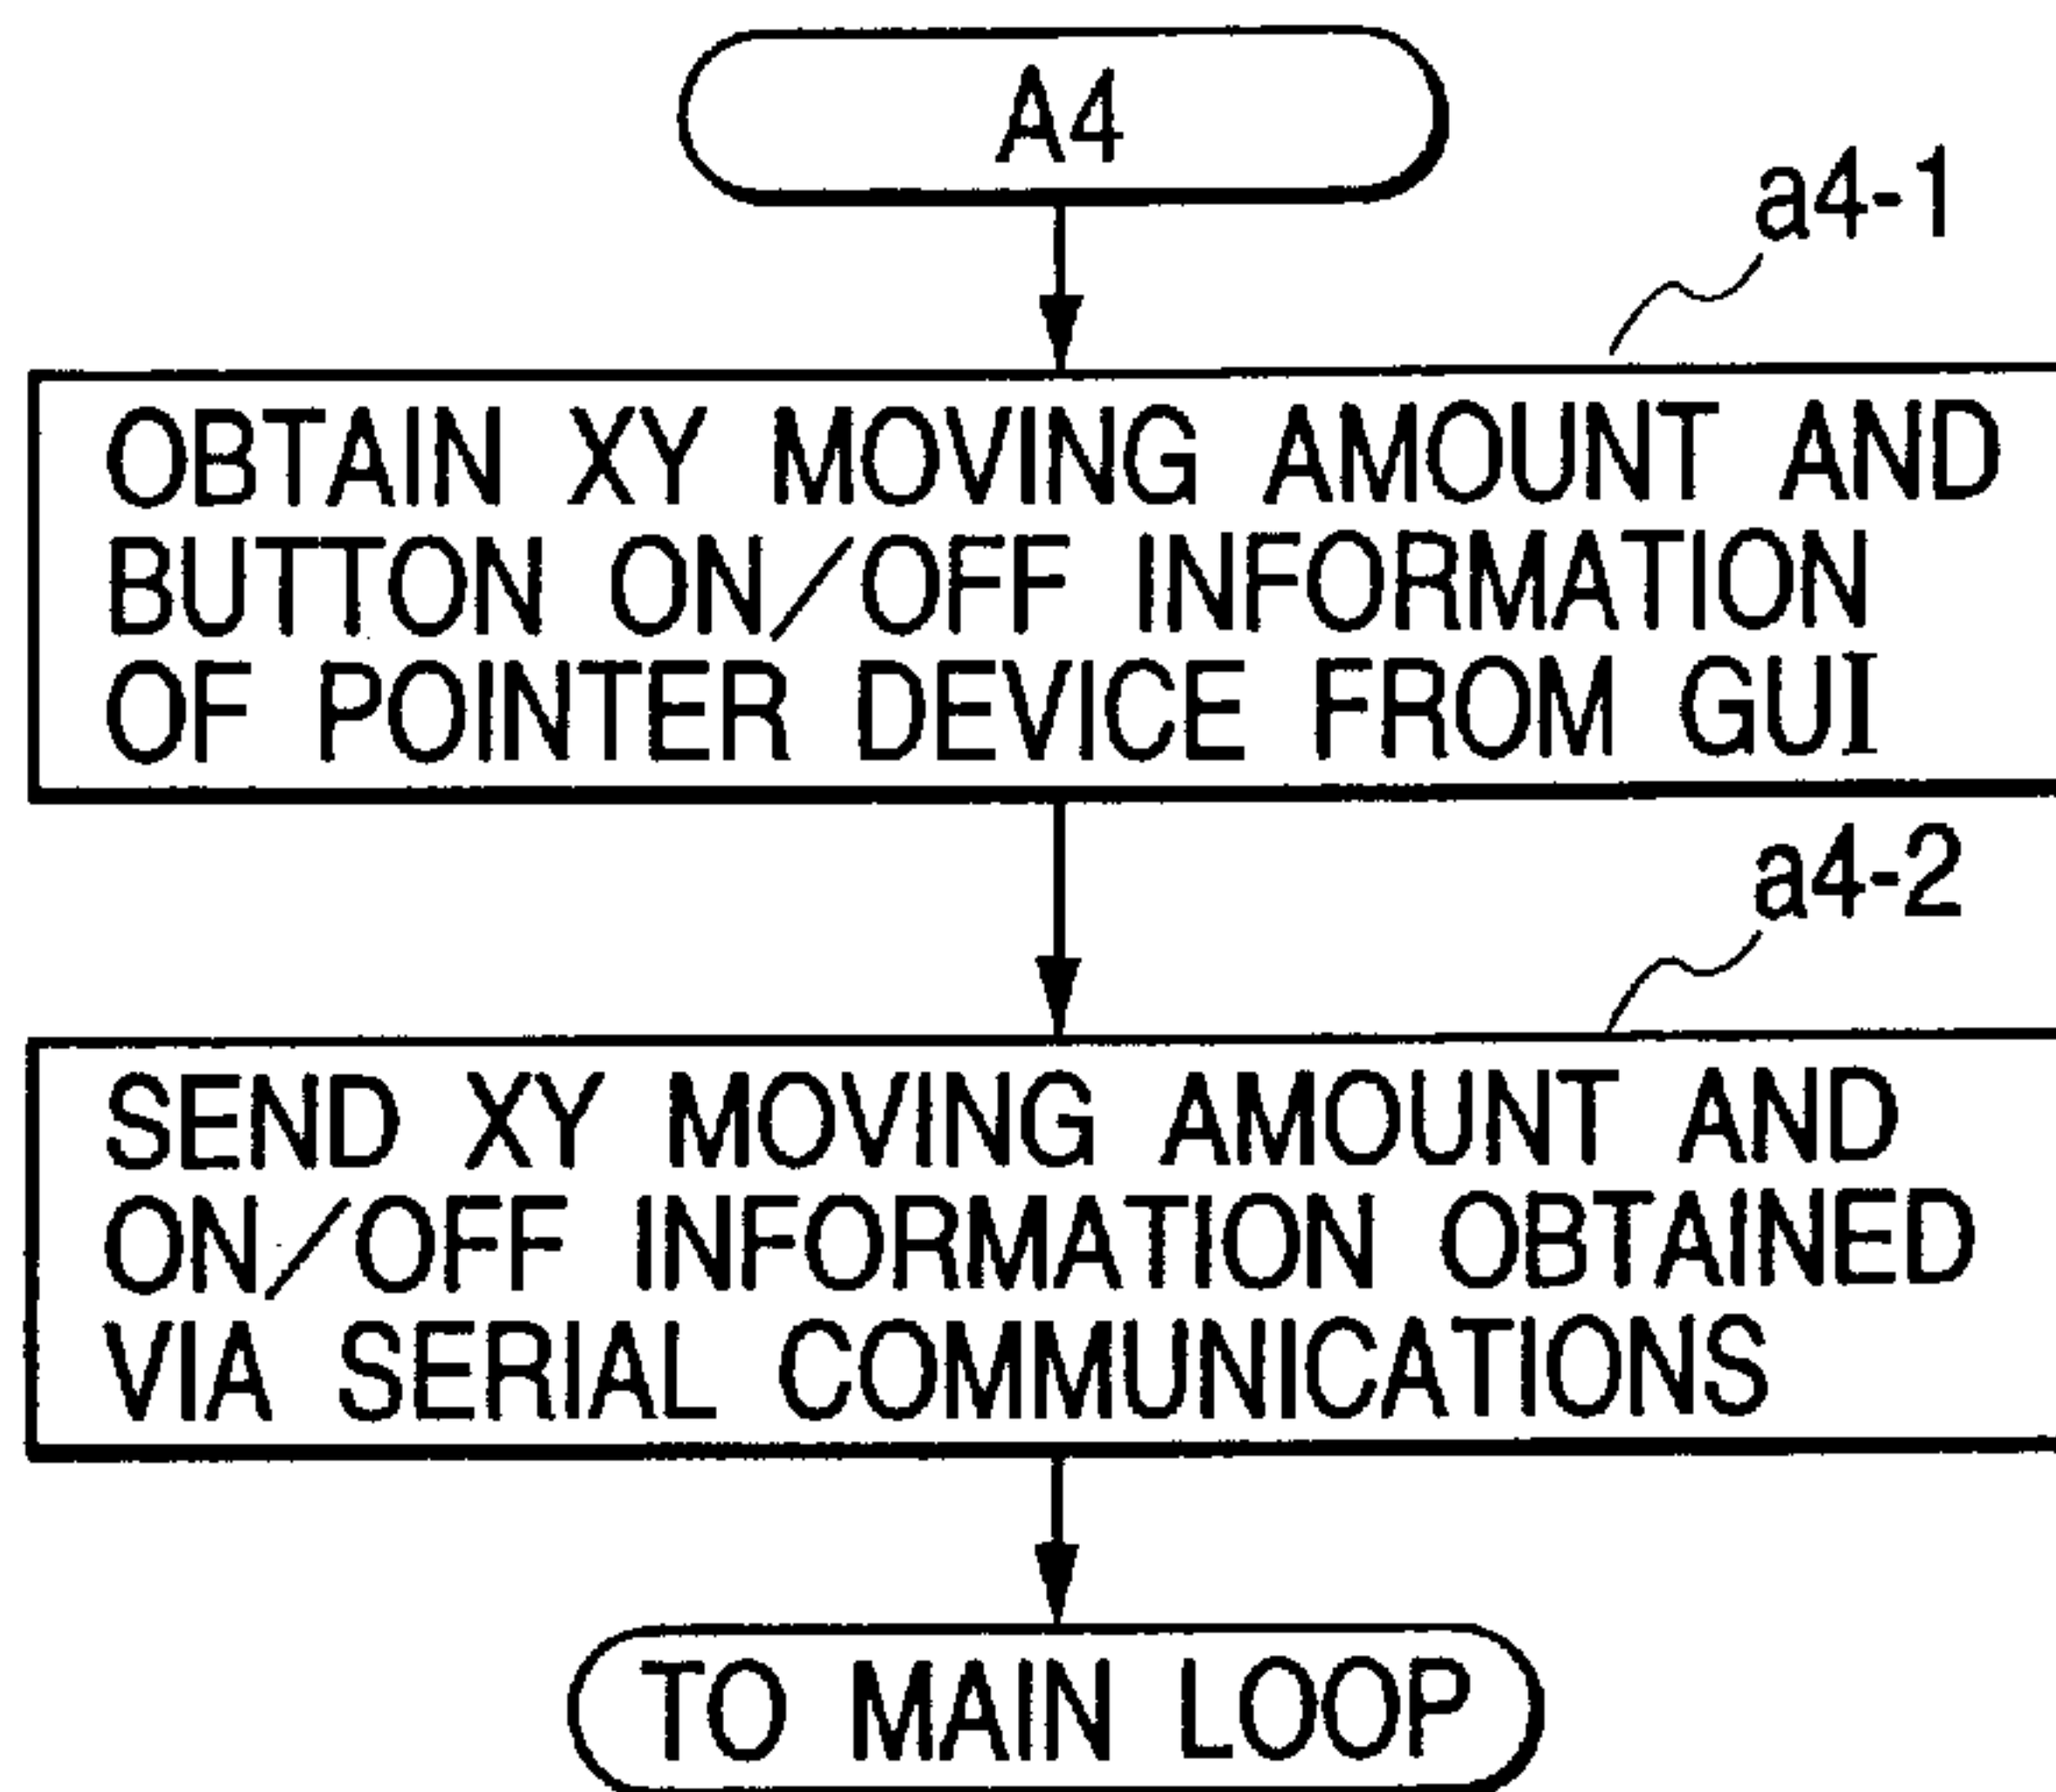 A4
a4-1
OBTAIN XY MOVING AMOUNT AND
BUTTON ON/OFF INFORMATION
OF POINTER DEVICE FROM GUI
a4-2
SEND XY MOVING AMOUNT AND
ON/OFF INFORMATION OBTAINED
VIA SERIAL COMMUNICATIONS
TO MAIN LOOP